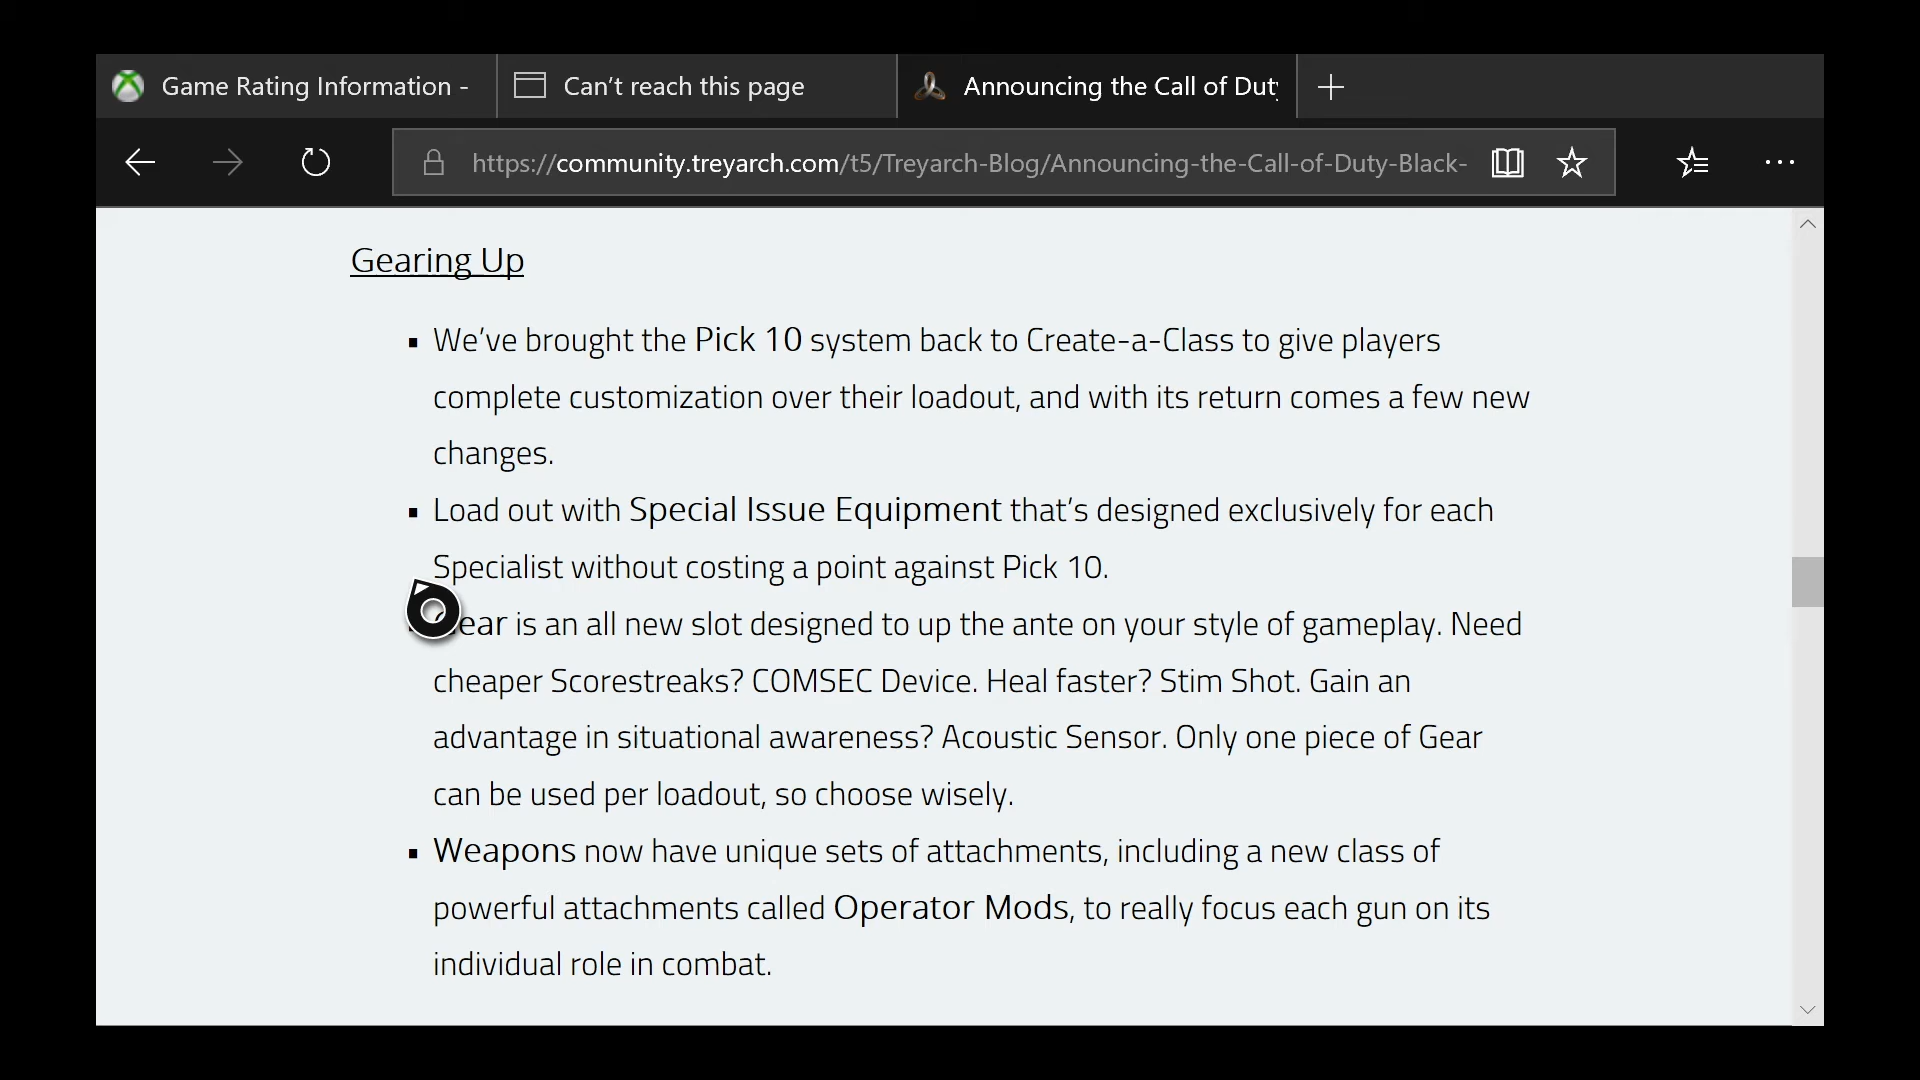 Game Rating Information -
Can't reach this page
Announcing the Call of Dut
https://community.treyarch.com/t5/Treyarch-Blog/Announcing-the-Call-of-Duty-Black-
Gearing Up
▪ We've brought the Pick 10 system back to Create-a-Class to give players
complete customization over their loadout, and with its return comes a few new
changes.
▪ Load out with Special Issue Equipment that's designed exclusively for each
Specialist without costing a point against Pick 10.
ear is an all new slot designed to up the ante on your style of gameplay. Need
cheaper Scorestreaks? COMSEC Device. Heal faster? Stim Shot. Gain an
advantage in situational awareness? Acoustic Sensor. Only one piece of Gear
can be used per loadout, so choose wisely.
▪ Weapons now have unique sets of attachments, including a new class of
powerful attachments called Operator Mods, to really focus each gun on its
individual role in combat.